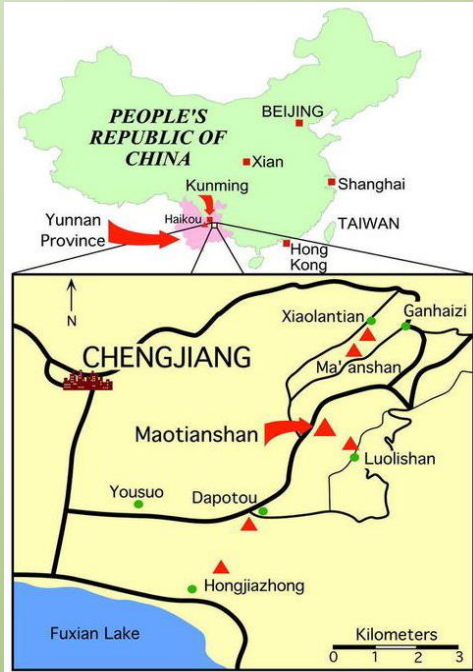 PEOPLE'S
REPUBLIC OF
CHINA
BEIJING
Xian
Kunming
Shanghai
Haikou
Yunnan
Province
TAIWAN
Hong
Kong
N
Xiaolantian
Ganhaizi
CHENGJIANG
Ma'anshan
Maotianshan
Luolishan
Yousuo
Dapotou
Hongjiazhong
Fuxian Lake
Kilometers
0 1 2 3